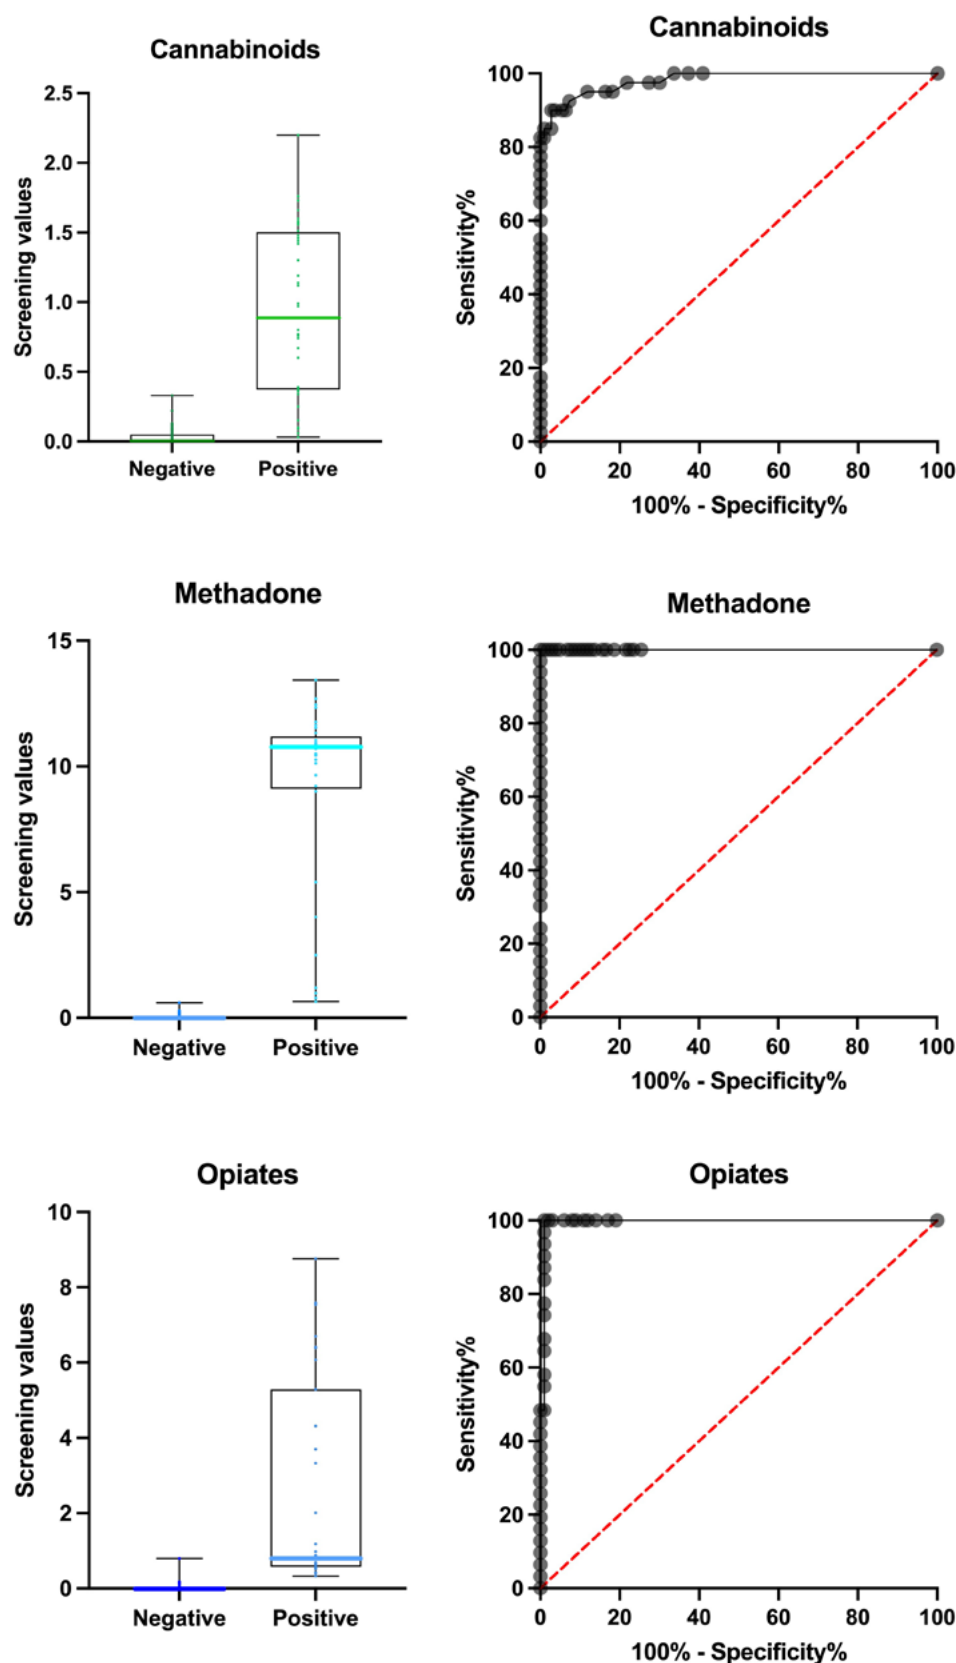 Cannabinoids
Screening values
2.5
2.0
1.5
1.0
0.5
0.0
Negative Positive
Cannabinoids
Sensitivity%
100
80
60
40
20
0
0 20 40 60 80 100
100% - Specificity%
Methadone
Screening values
15
10
5
0
Negative Positive
Methadone
Sensitivity%
100
80
60
40
20
0
0 20 40 60 80 100
100% - Specificity%
Opiates
Screening values
10
8
6
4
2
0
Negative Positive
Opiates
Sensitivity%
100
80
60
40
20
0
0 20 40 60 80 100
100% - Specificity%